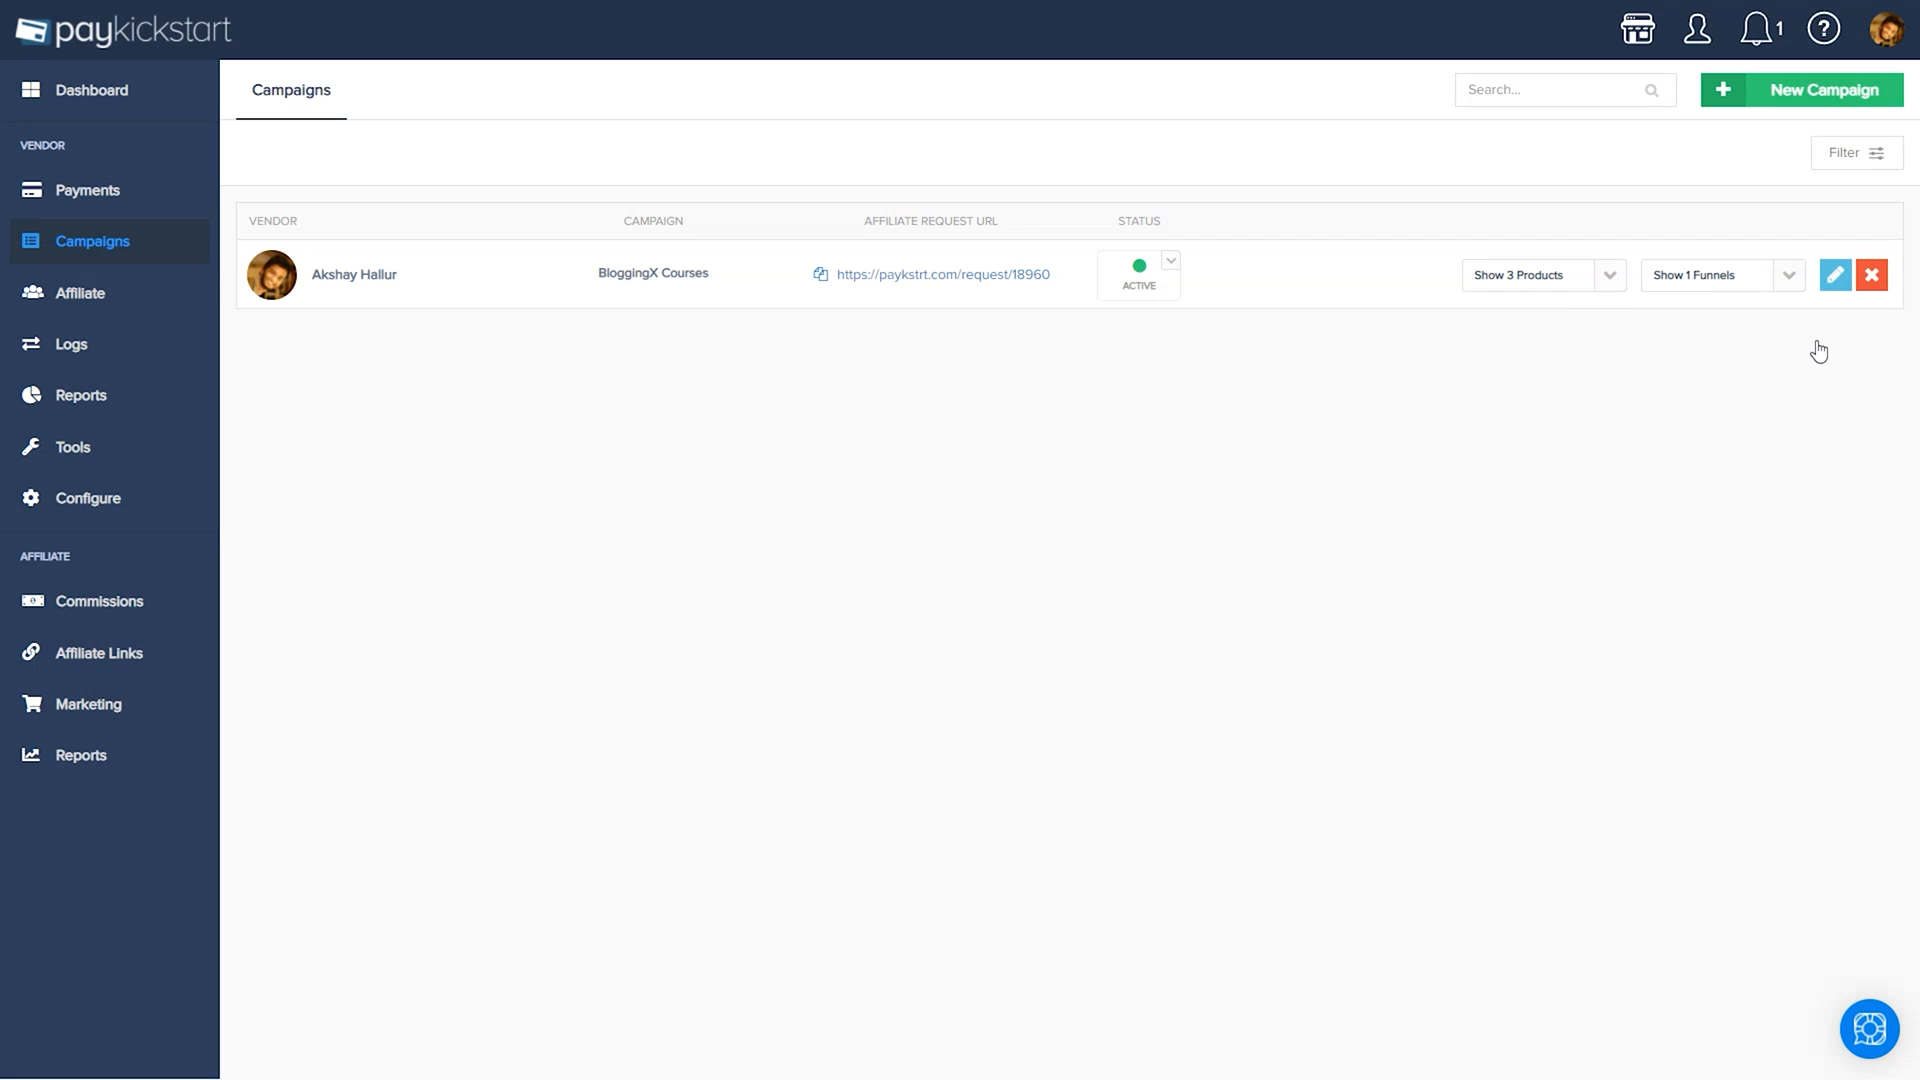 paykickstart
1
Dashboard
Campaigns
Search...
New Campaign
VENDOR
Filter
Payments
VENDOR
CAMPAIGN
AFFILIATE REQUEST URL
STATUS
Campaigns
Akshay Hallur
BloggingX Courses
https://paykstrt.com/request/18960
ACTIVE
Show 3 Products
Show 1 Funnels
Affiliate
Logs
Reports
Tools
Configure
AFFILIATE
Commissions
Affiliate Links
Marketing
Reports